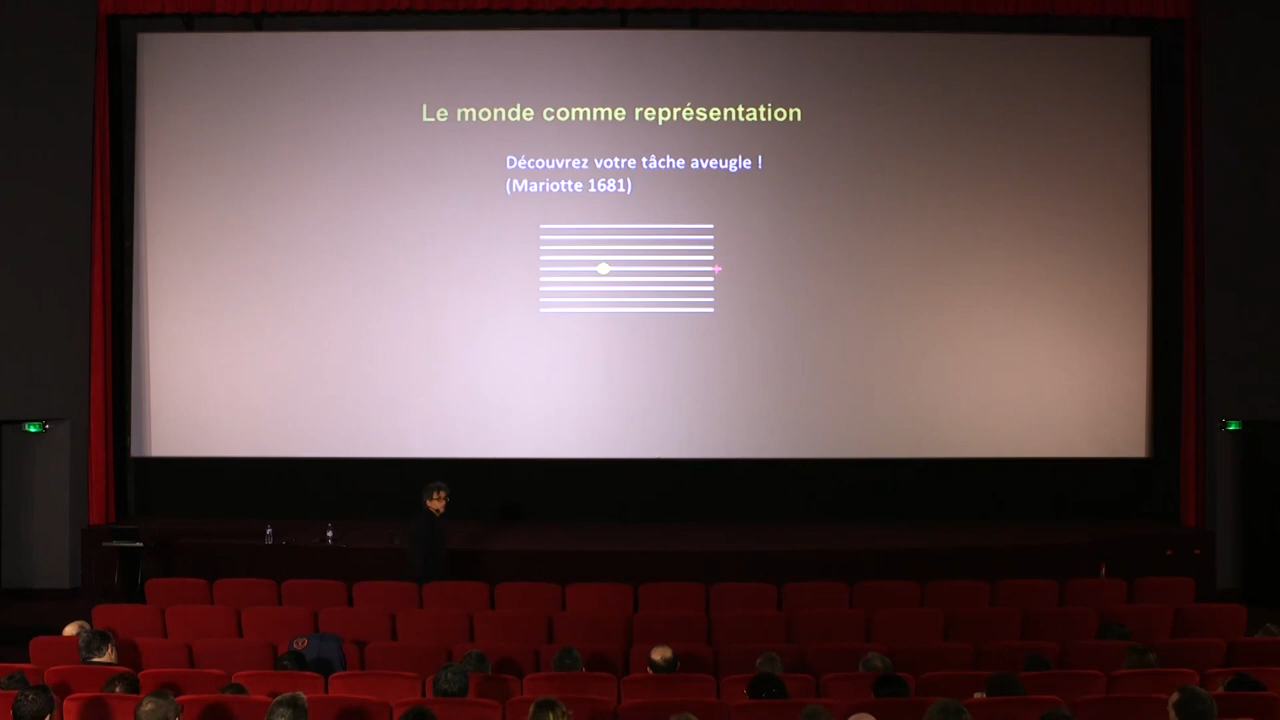 Le monde comme représentation
Découvrez votre tâche aveugle !
(Mariotte 1681)